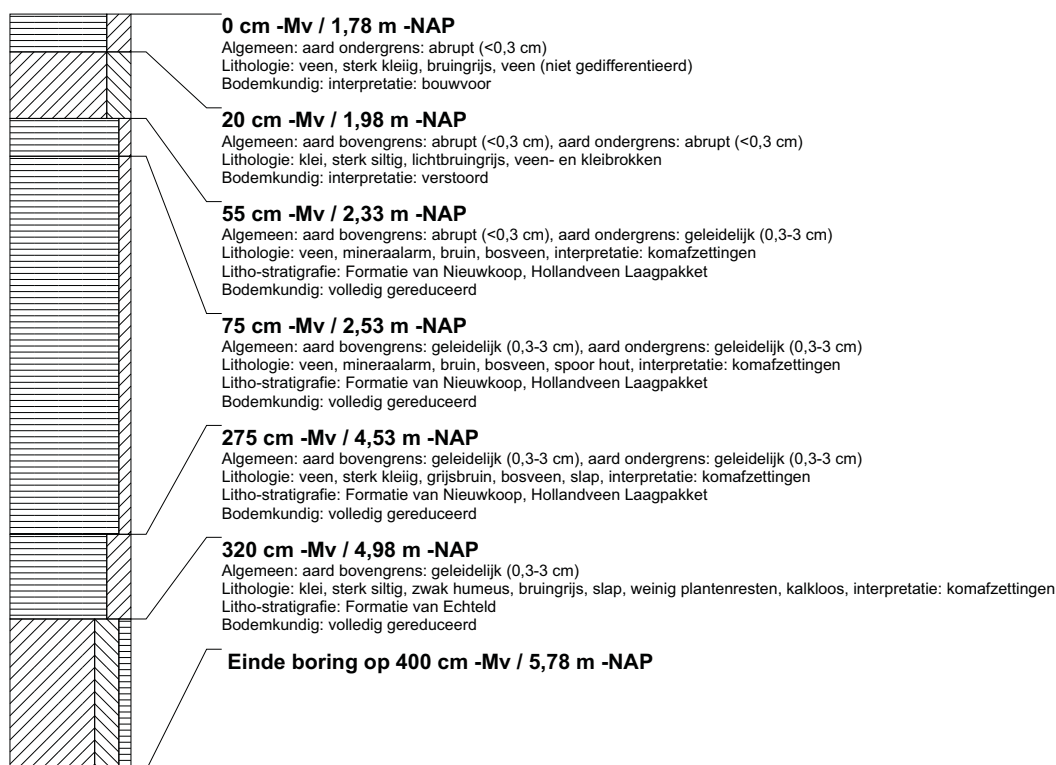 0 cm -Mv / 1,78 m -NAP
Algemeen: aard ondergrens: abrupt (<0,3 cm)
Lithologie: veen, sterk kleiig, bruingrijs, veen (niet gedifferentieerd)
Bodemkundig: interpretatie: bouwvoor
20 cm -Mv / 1,98 m -NAP
Algemeen: aard bovengrens: abrupt (<0,3 cm), aard ondergrens: abrupt (<0,3 cm)
Lithologie: klei, sterk siltig, lichtbruingrijs, veen- en kleibrokken
Bodemkundig: interpretatie: verstoord
55 cm -Mv / 2,33 m -NAP
Algemeen: aard bovengrens: abrupt (<0,3 cm), aard ondergrens: geleidelijk (0,3-3 cm)
Lithologie: veen, mineraalarm, bruin, bosveen, interpretatie: komafzettingen
Litho-stratigrafie: Formatie van Nieuwkoop, Hollandveen Laagpakket
Bodemkundig: volledig gereduceerd
75 cm -Mv / 2,53 m -NAP
Algemeen: aard bovengrens: geleidelijk (0,3-3 cm), aard ondergrens: geleidelijk (0,3-3 cm)
Lithologie: veen, mineraalarm, bruin, bosveen, spoor hout, interpretatie: komafzettingen
Litho-stratigrafie: Formatie van Nieuwkoop, Hollandveen Laagpakket
Bodemkundig: volledig gereduceerd
275 cm -Mv / 4,53 m -NAP
Algemeen: aard bovengrens: geleidelijk (0,3-3 cm), aard ondergrens: geleidelijk (0,3-3 cm)
Lithologie: veen, sterk kleiig, grijsbruin, bosveen, slap, interpretatie: komafzettingen
Litho-stratigrafie: Formatie van Nieuwkoop, Hollandveen Laagpakket
Bodemkundig: volledig gereduceerd
320 cm -Mv / 4,98 m -NAP
Algemeen: aard bovengrens: geleidelijk (0,3-3 cm)
Lithologie: klei, sterk siltig, zwak humeus, bruingrijs, slap, weinig plantenresten, kalkloos, interpretatie: komafzettingen
Litho-stratigrafie: Formatie van Echteld
Bodemkundig: volledig gereduceerd
Einde boring op 400 cm -Mv / 5,78 m -NAP